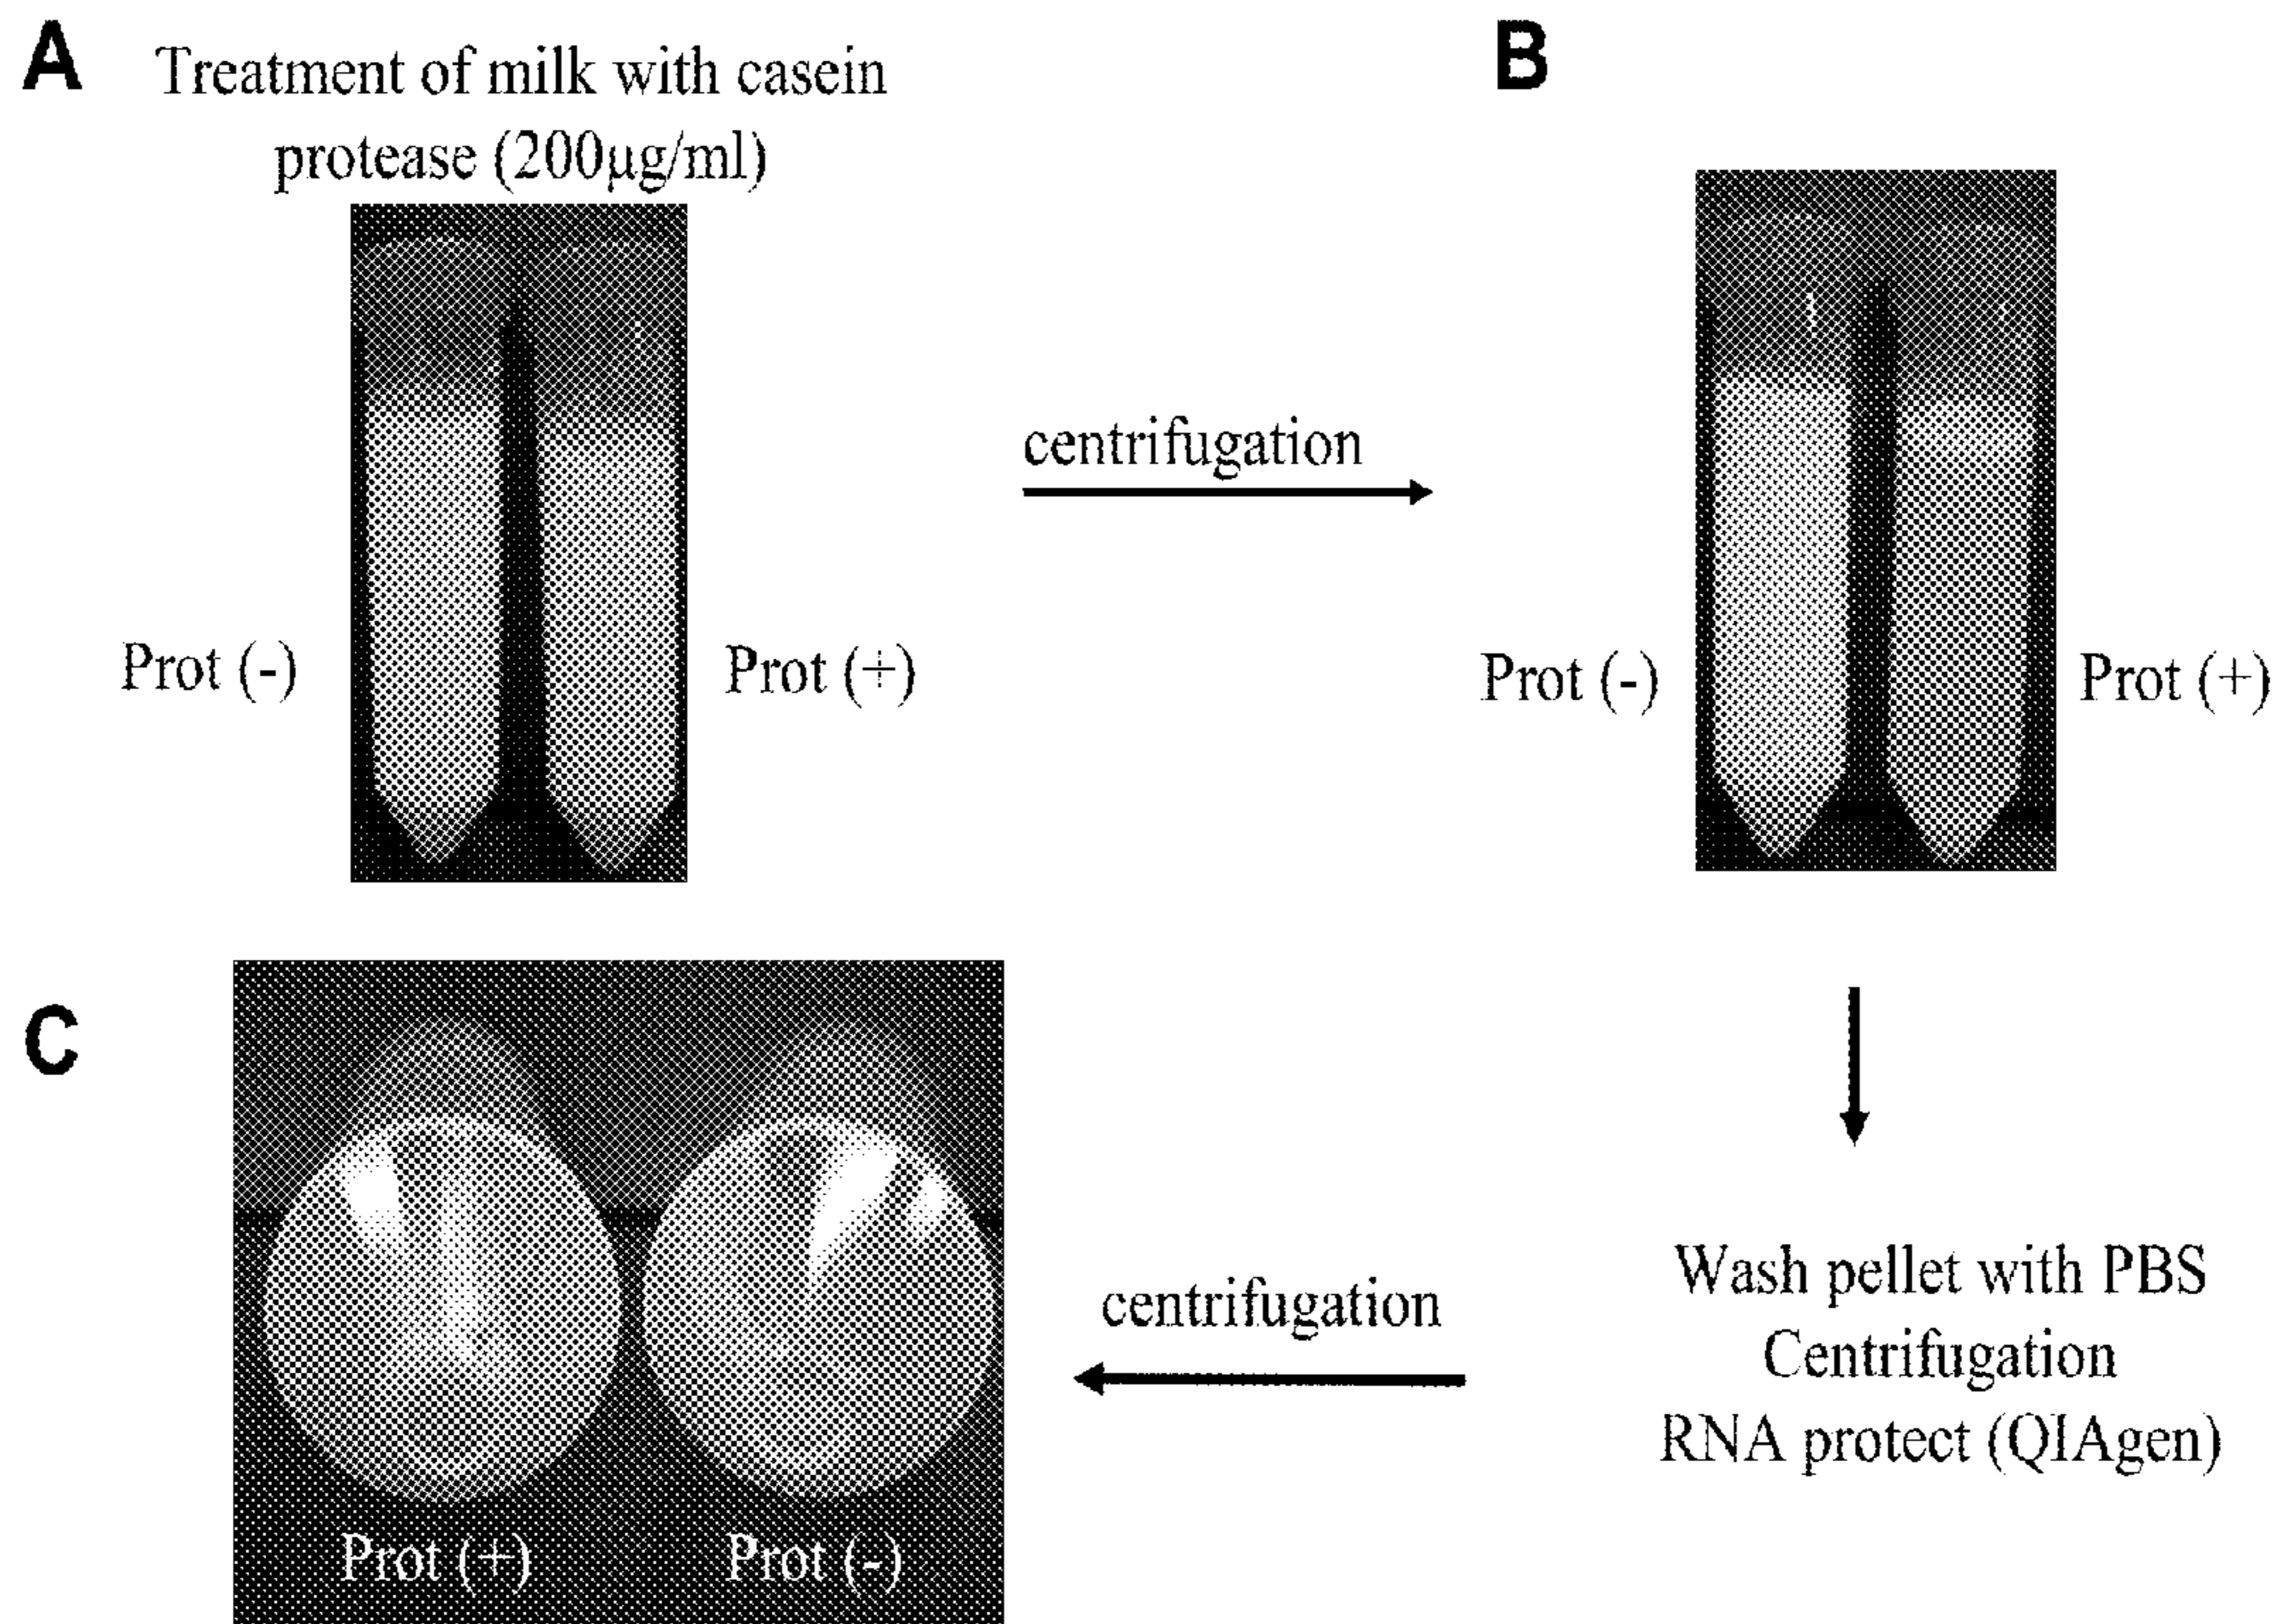 A
Treatment of milk with casein
protease (200µg/ml)
Prot (-)
Prot (+)
centrifugation
B
Prot (-)
Prot (+)
Wash pellet with PBS
Centrifugation
RNA protect (QIAgen)
centrifugation
C
Prot (+)
Prot (-)